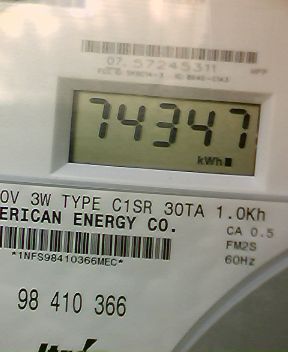 07. 57245311
74347
kWh
0V 3W TYPE C1SR 30TA 1.0Kh
ERICAN ENERGY CO.
CA 0.5
FM2S
*1NFS98410366MEC*
60Hz
98 410 366